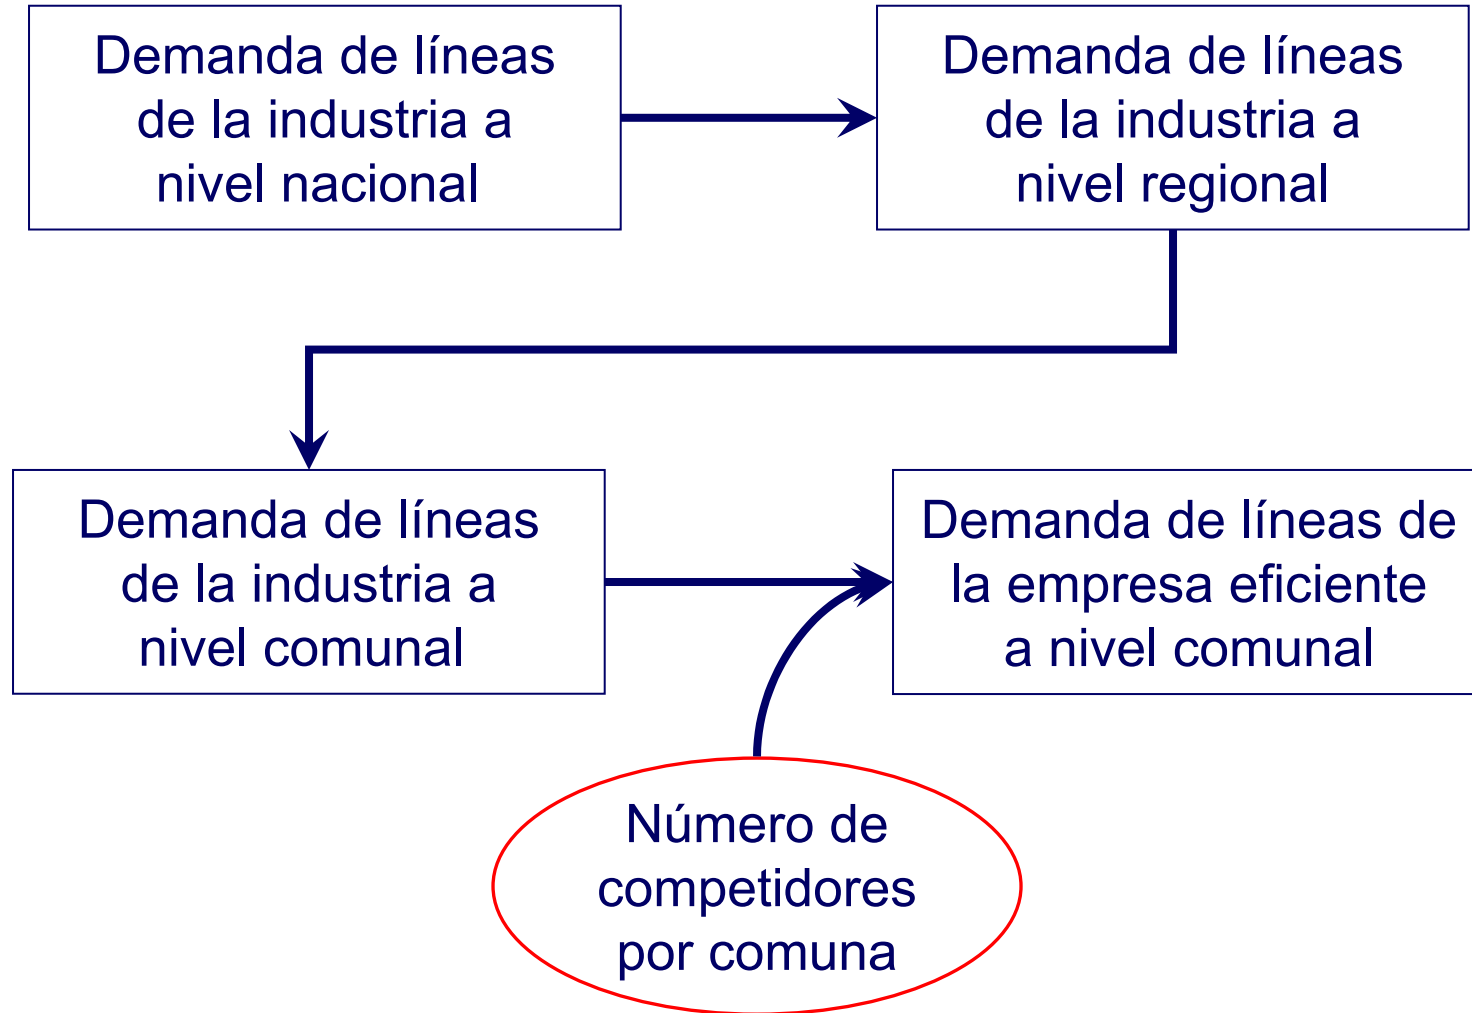 Demanda de líneas
de la industria a
nivel nacional
Demanda de líneas
de la industria a
nivel regional
Demanda de líneas
de la industria a
nivel comunal
Demanda de líneas de
la empresa eficiente
a nivel comunal
Número de
competidores
por comuna